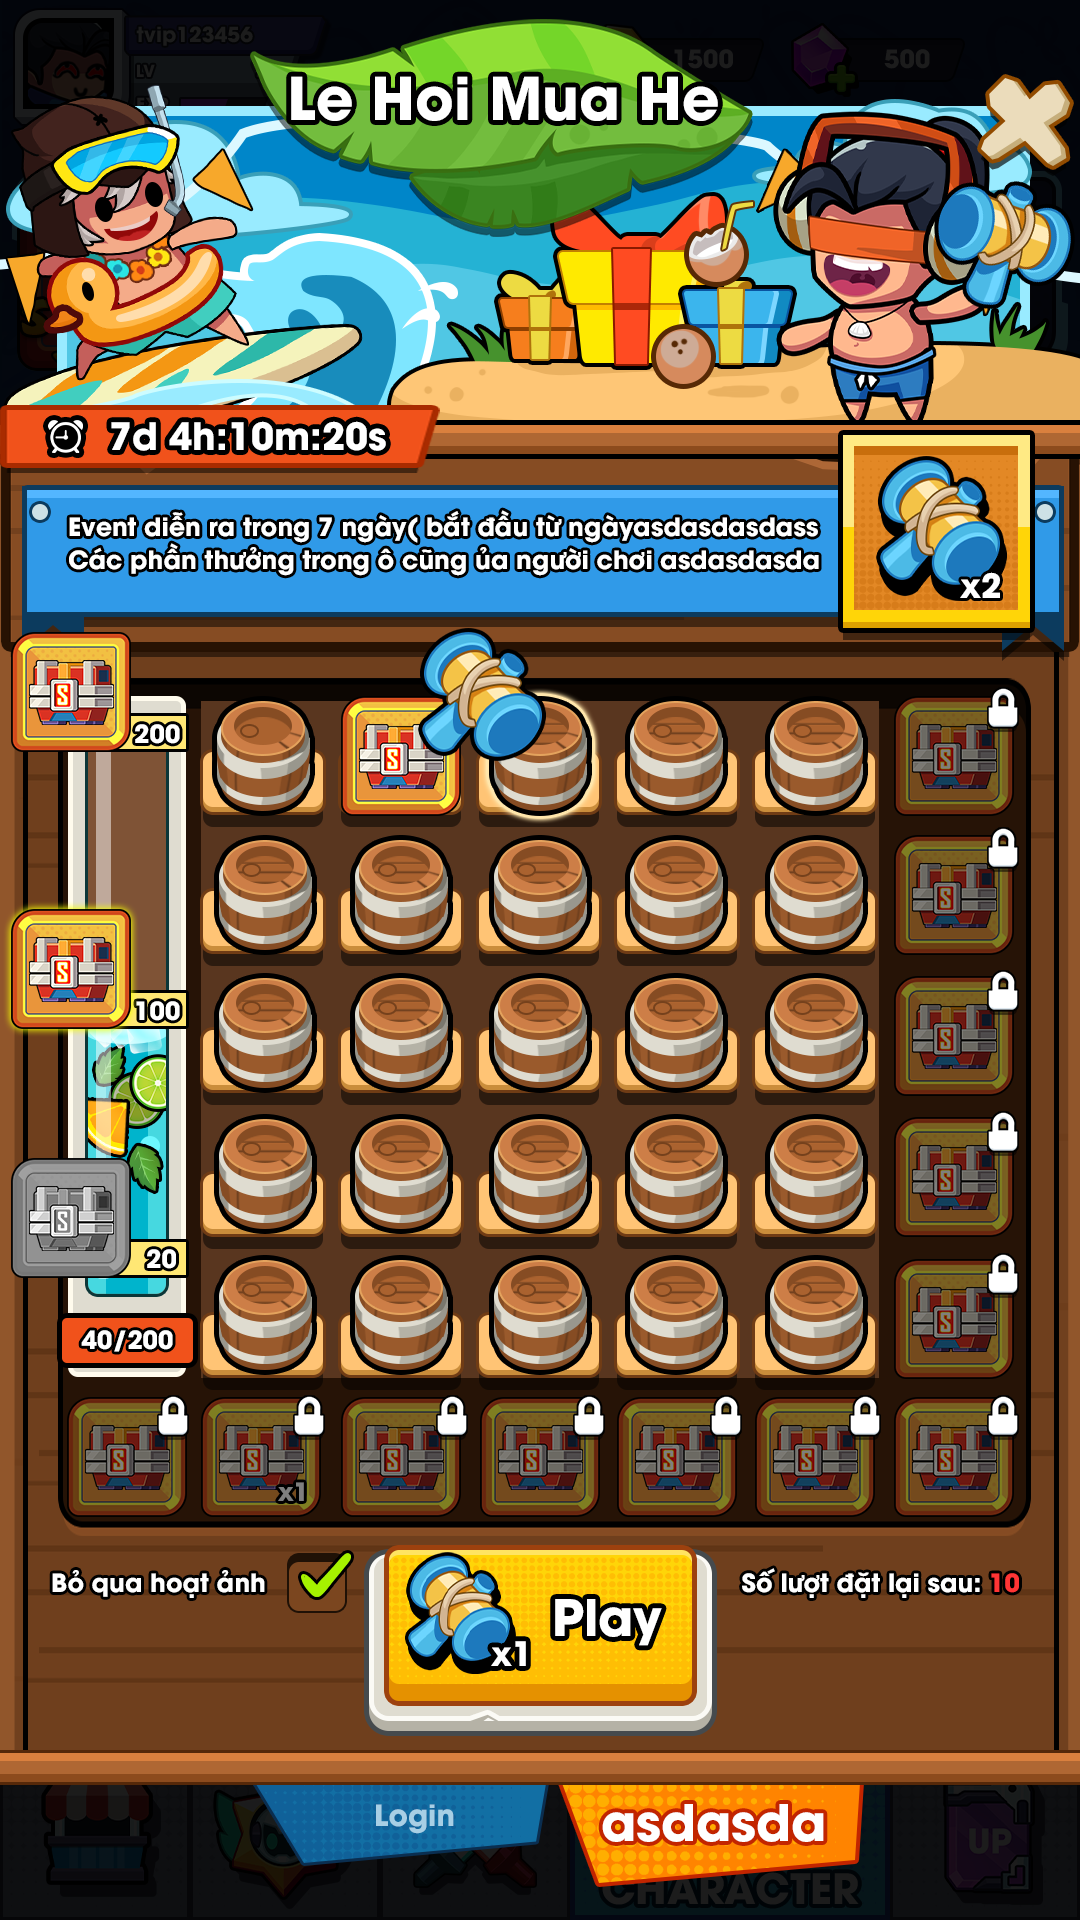 tvip123456
LV
1500
500
Le Hoi Mua He
7d 4h:10m:20s
Event diễn ra trong 7 ngày( bắt đầu từ ngàyasdasdasdass
Các phần thưởng trong ô cũng ủa người chơi asdasdasda
x2
S
200
S
S
S
S
100
S
S
S
20
S
40/200
S
S
S
S
S
S
S
x1
Bỏ qua hoạt ảnh
x1
Play
Số lượt đặt lại sau: 10
Login
asdasda
UP
CHARACTER